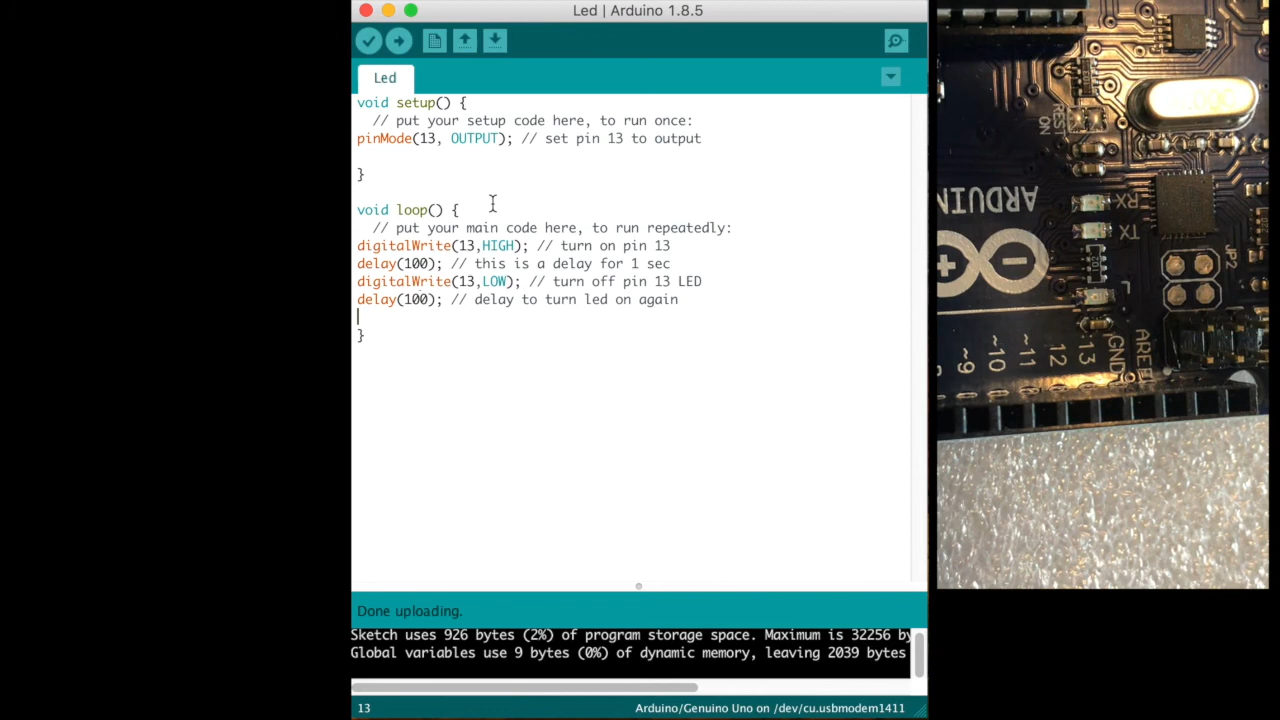 Led | Arduino 1.8.5
Led
void setup() {
// put your setup code here, to run once:
pinMode(13, OUTPUT); // set pin 13 to output
}
void loop() {
// put your main code here, to run repeatedly:
digitalWrite(13,HIGH); // turn on pin 13
delay(100); // this is a delay for 1 sec
digitalWrite(13,LOW); // turn off pin 13 LED
delay(100); // delay to turn led on again
}
Done uploading.
Sketch uses 926 bytes (2%) of program storage space. Maximum is 32256 by
Global variables use 9 bytes (0%) of dynamic memory, leaving 2039 bytes
13
Arduino/Genuino Uno on /dev/cu.usbmodem1411
ON
RX
TX
ARDUIN
JP2
L
102
~9
~10
~11
12
13
GND